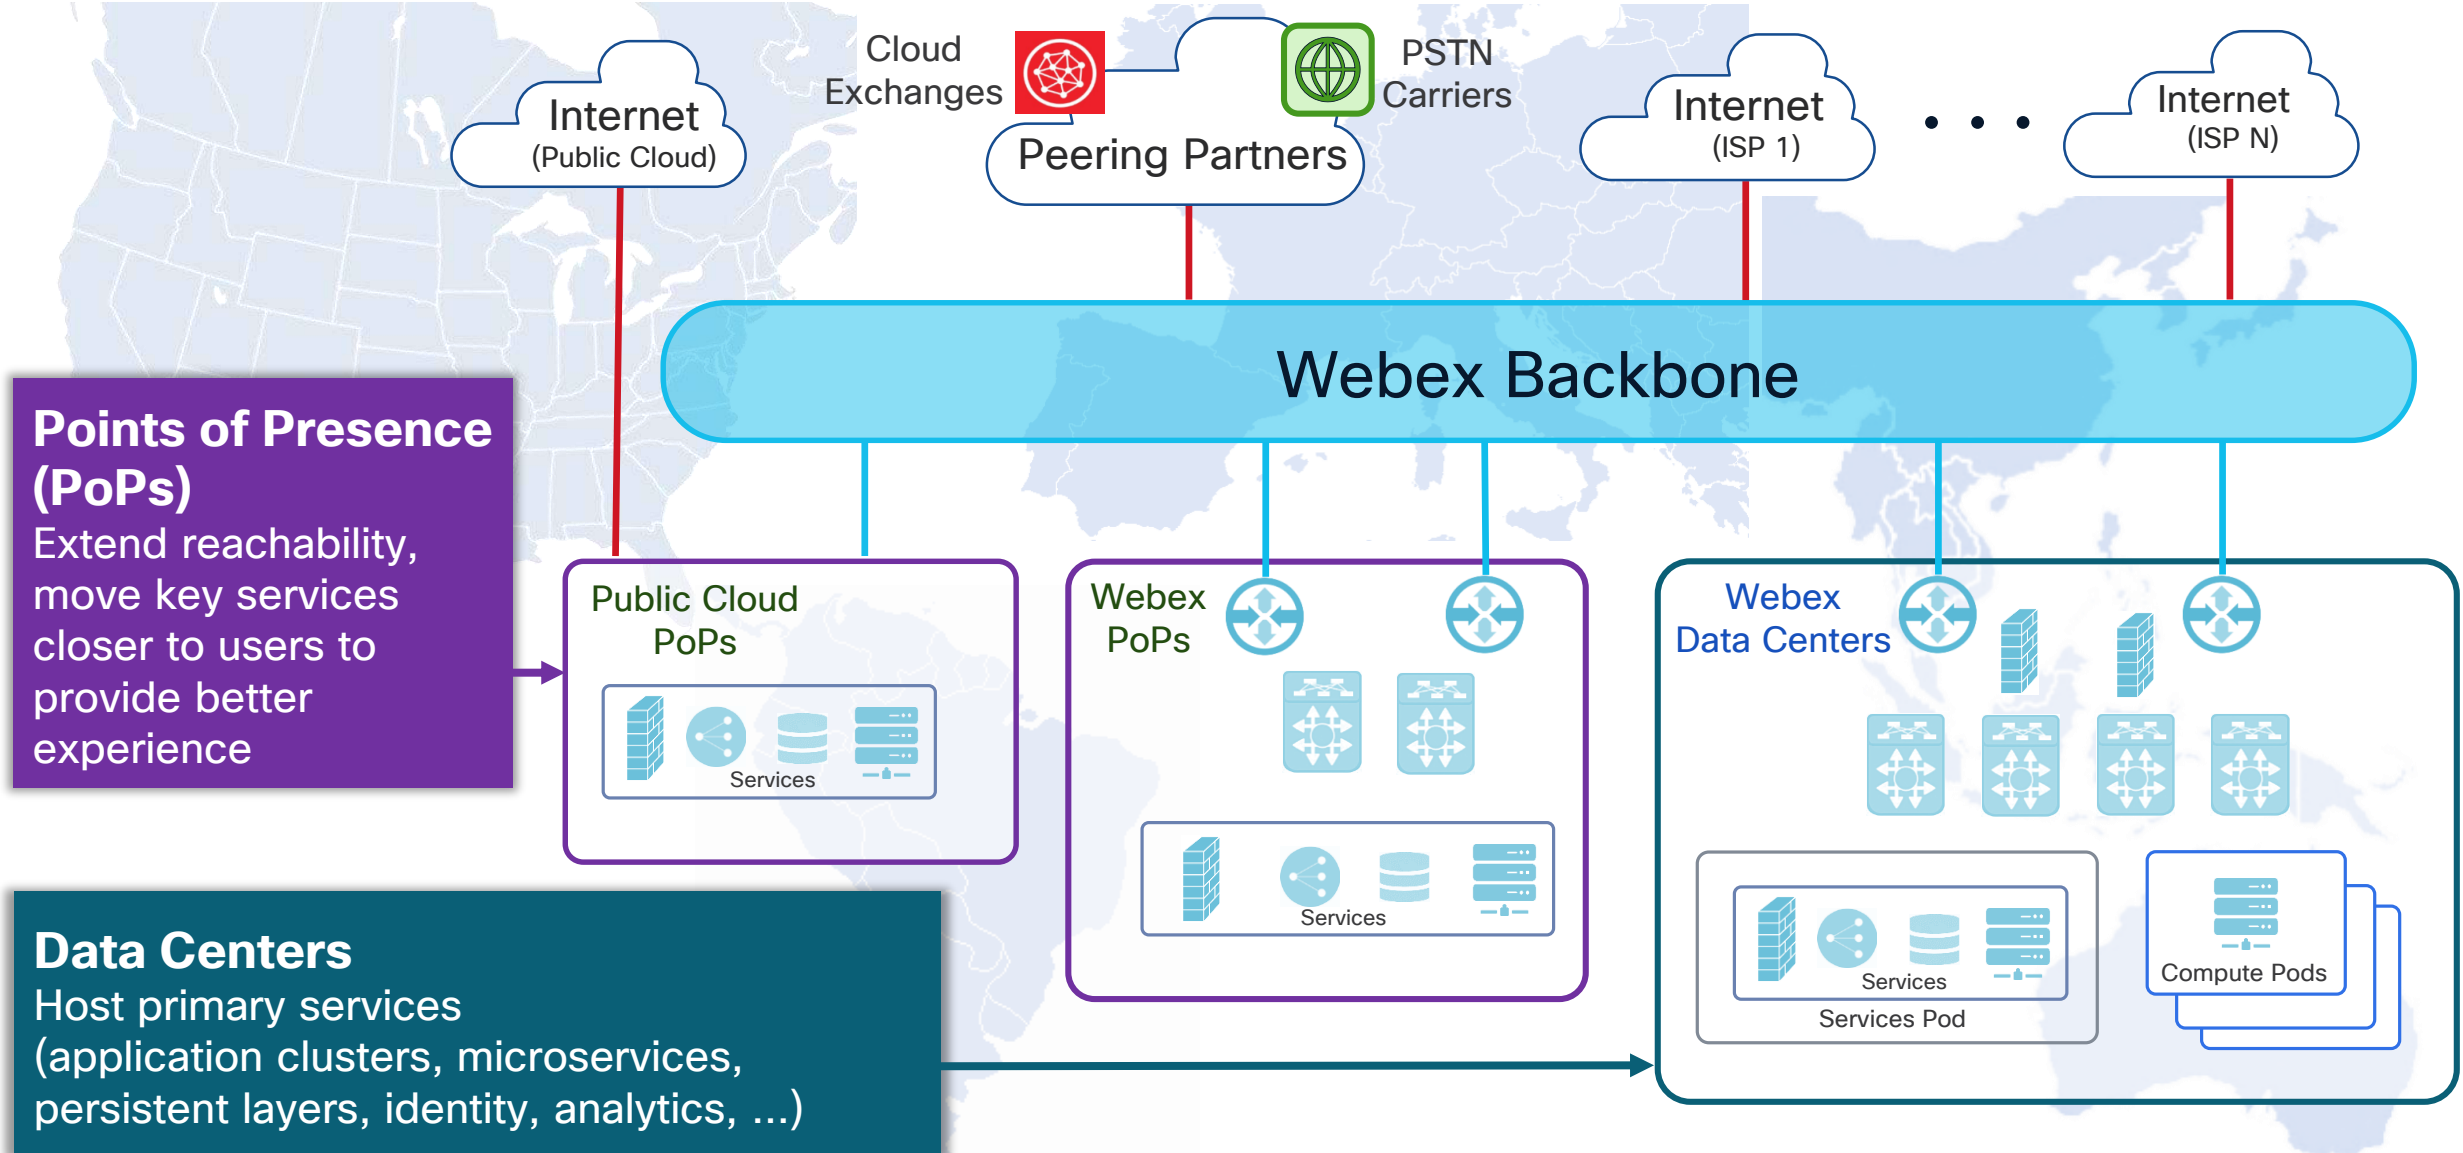 Cloud
Exchanges
PSTN
Carriers
Internet
(Public Cloud)
Peering Partners
Internet
(ISP 1)
• • •
Internet
(ISP N)
Webex Backbone
Points of Presence
(PoPs)
Extend reachability,
move key services
closer to users to
provide better
experience
Public Cloud
PoPs
Services
Webex
PoPs
Services
Webex
Data Centers
Services
Services Pod
Compute Pods
Data Centers
Host primary services
(application clusters, microservices,
persistent layers, identity, analytics, ...)